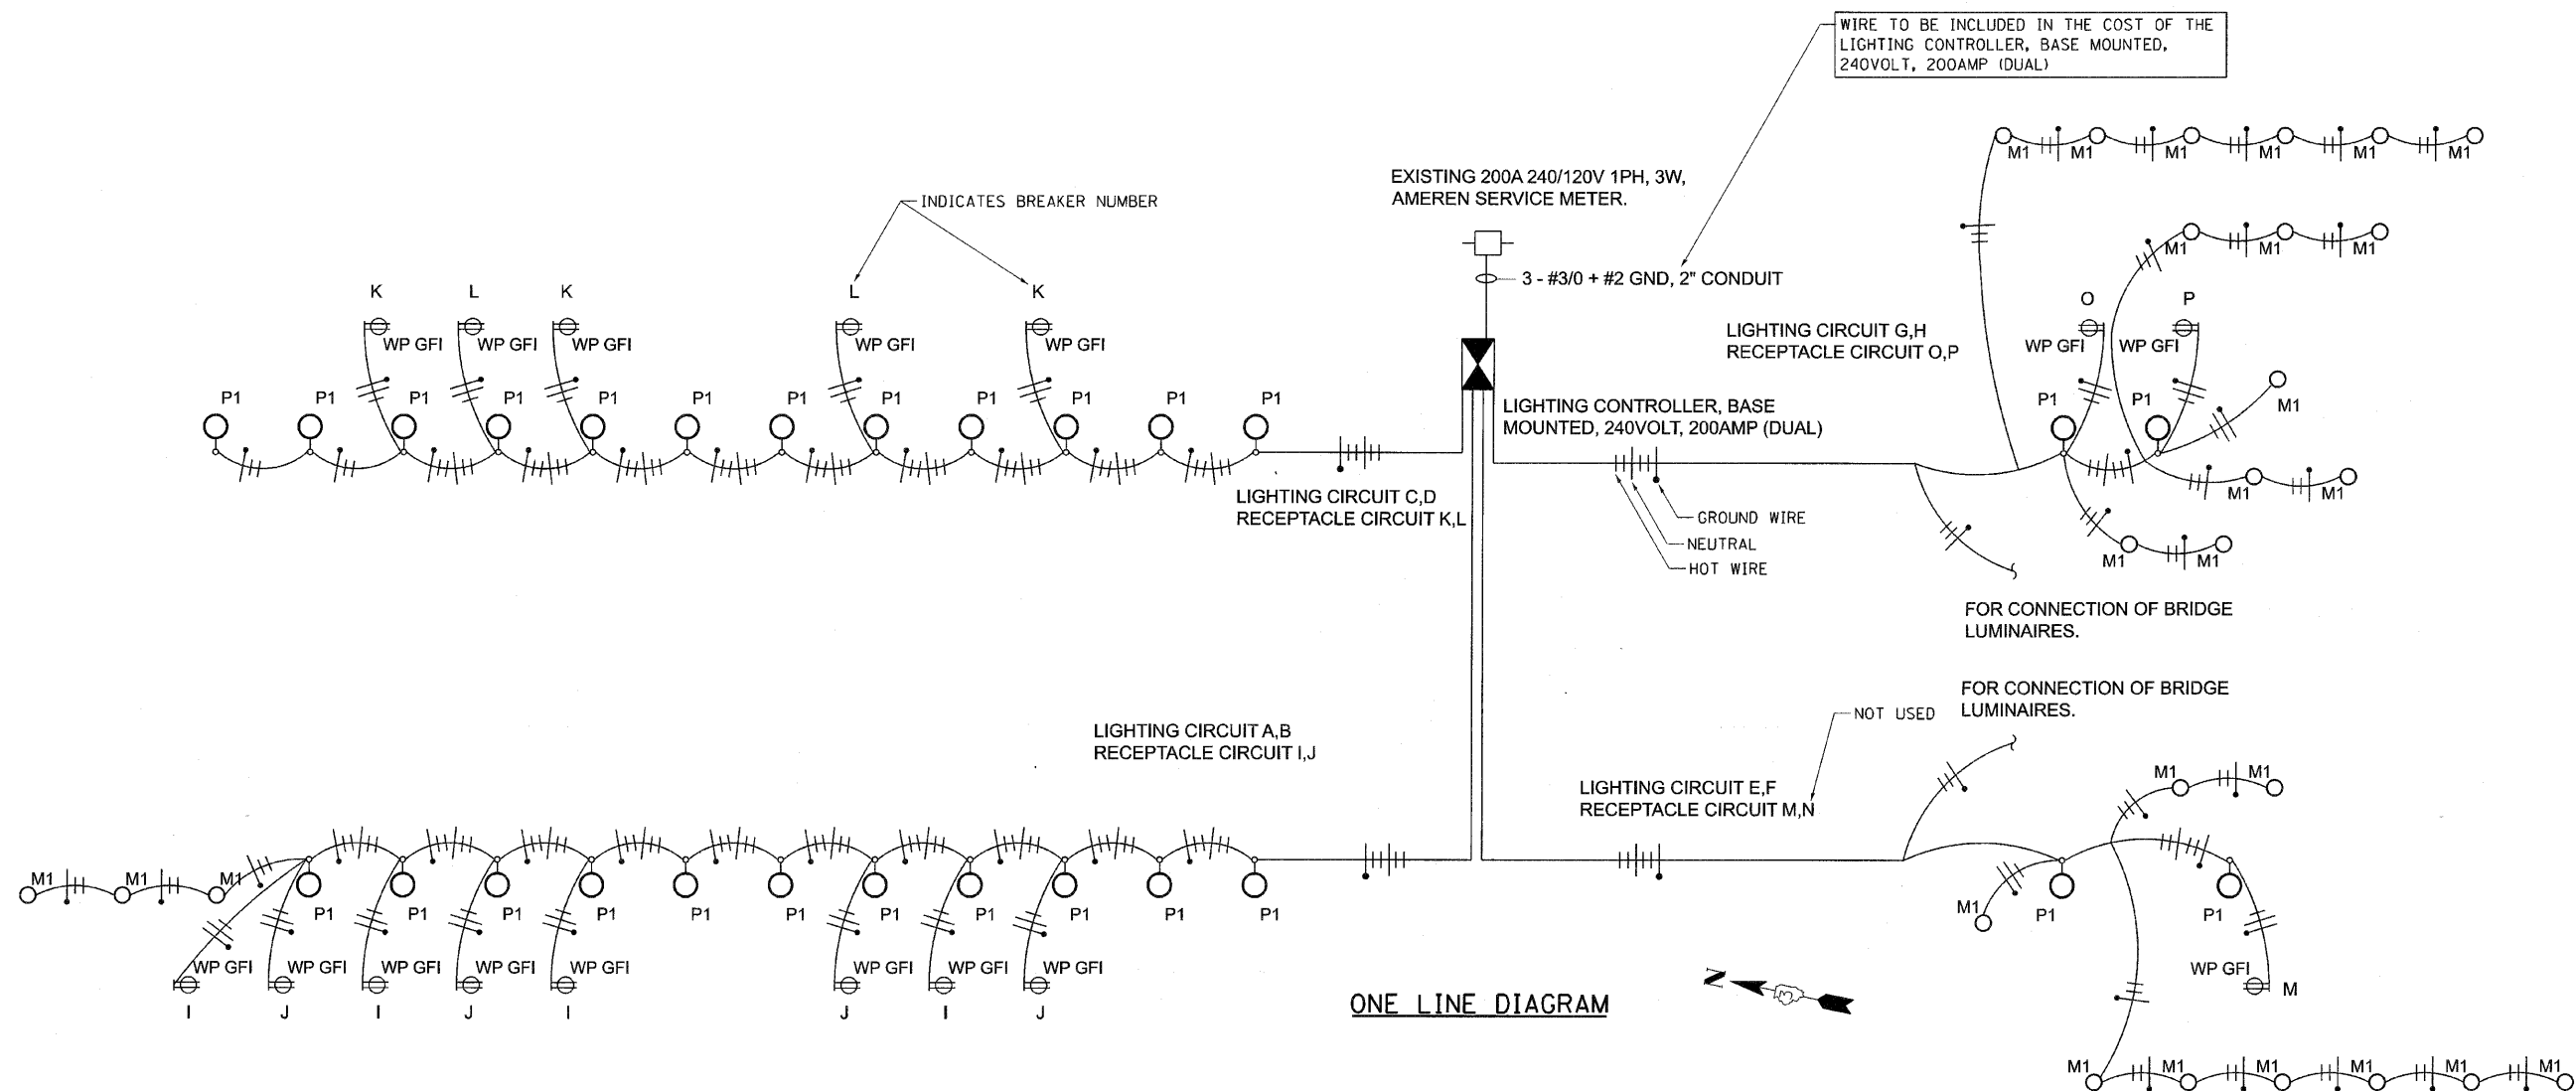 WIRE TO BE INCLUDED IN THE COST OF THE
LIGHTING CONTROLLER, BASE MOUNTED,
240VOLT, 200AMP (DUAL)
M1 M1 M1 M1 M1 M1
EXISTING 200A 240/120V 1PH, 3W,
AMEREN SERVICE METER.
INDICATES BREAKER NUMBER
M1 M1 M1
3 - #3/0 + #2 GND, 2" CONDUIT
K L K L K
O P
LIGHTING CIRCUIT G,H
RECEPTACLE CIRCUIT O,P
WP GFI WP GFI WP GFI WP GFI WP GFI
WP GFI WP GFI
P1 P1 P1 P1 P1 P1 P1 P1 P1 P1 P1 P1
P1 P1
M1
LIGHTING CONTROLLER, BASE
MOUNTED, 240VOLT, 200AMP (DUAL)
LIGHTING CIRCUIT C,D
RECEPTACLE CIRCUIT K,L
M1 M1
GROUND WIRE
NEUTRAL
HOT WIRE
M1 M1
FOR CONNECTION OF BRIDGE
LUMINAIRES.
FOR CONNECTION OF BRIDGE
LUMINAIRES.
NOT USED
LIGHTING CIRCUIT A,B
RECEPTACLE CIRCUIT I,J
LIGHTING CIRCUIT E,F
RECEPTACLE CIRCUIT M,N
M1 M1
M1 M1 M1
P1 P1 P1 P1 P1 P1 P1 P1 P1 P1 P1
M1 P1 P1
WP GFI WP GFI WP GFI WP GFI WP GFI WP GFI WP GFI WP GFI
WP GFI M
I J I J I J I J
N
ONE LINE DIAGRAM
M1 M1 M1 M1 M1 M1